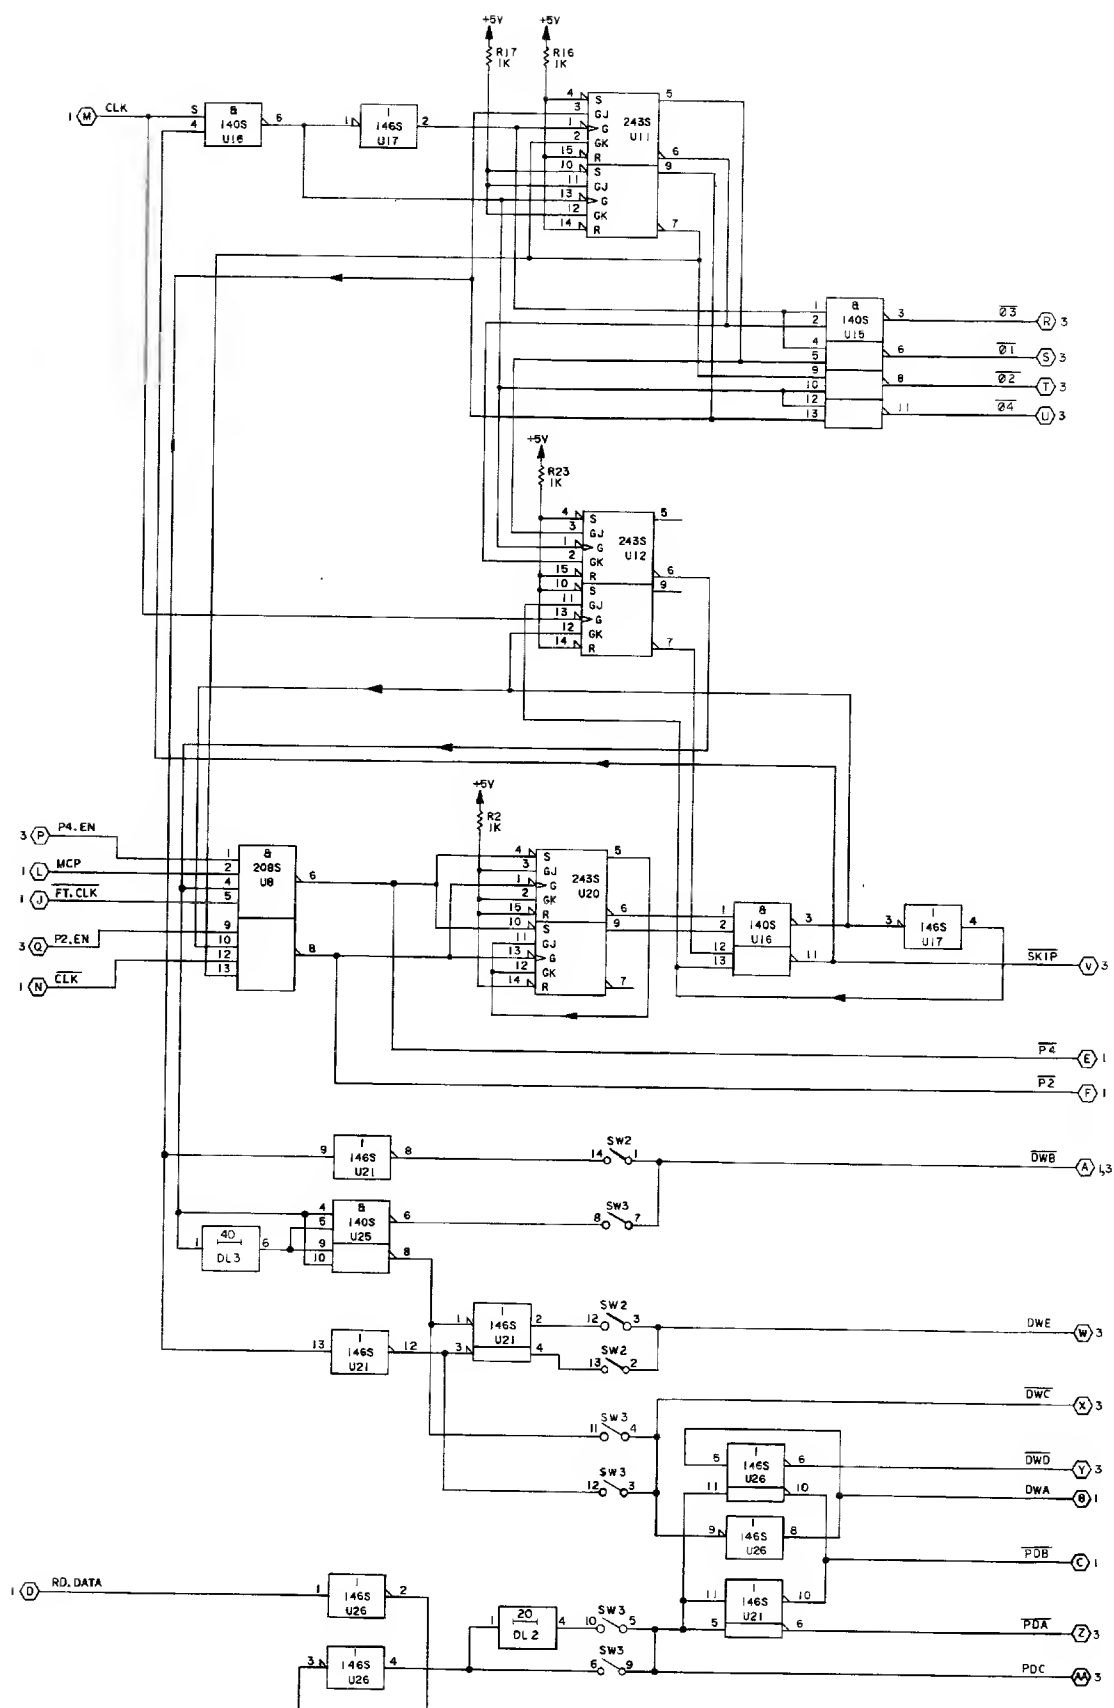 +5V +5V
R17 1K R16 1K
1 M CLK
S 4 & 140S U16 6
1 146S U17 2
4 S 5
3 GJ 243S
1 G U11
2 GK
15 R 6
10 S 9
11 GJ
13 G
12 GK
14 R 7
1 & 3 Ø3 R 3
2 140S
4 U15
5 6 Ø1 S 3
9
10 8 Ø2 T 3
12
13 11 Ø4 U 3
+5V
R23 1K
4 S 5
3 GJ 243S
1 G U12
2 GK
15 R 6
10 S 9
11 GJ
13 G
12 GK
14 R 7
+5V
R2 1K
3 P P4.EN
1 L MCP
1 J FT.CLK
3 Q P2.EN
1 N CLK
1 &
2 208S
4 U8 6
5
9
10
12 8
13
4 S 5
3 GJ 243S
1 G U20
2 GK
15 R 6
10 S 9
11 GJ
13 G
12 GK
14 R 7
1 & 3
2 140S U16
12 11
13
3 1 146S U17 4
SKIP V 3
P4 E 1
P2 F 1
9 1 146S U21 8
SW2 14 1
DWB A 1,3
4 & 6
5 140S U25
9 8
10
SW3 8 7
1 40 DL3 6
1 1 146S U21 2
3 4
SW2 12 3
SW2 13 2
DWE W 3
13 1 146S U21 12
DWC X 3
SW3 11 4
SW3 12 3
5 1 146S U26 6
11 10
DWD Y 3
DWA B 1
9 1 146S U26 8
PDB C 1
1 D RD.DATA
1 1 146S U26 2
11 1 146S U21 10
5 6
1 20 DL2 4
SW3 10 5
PDA Z 3
3 1 146S U26 4
SW3 6 9
PDC AA 3